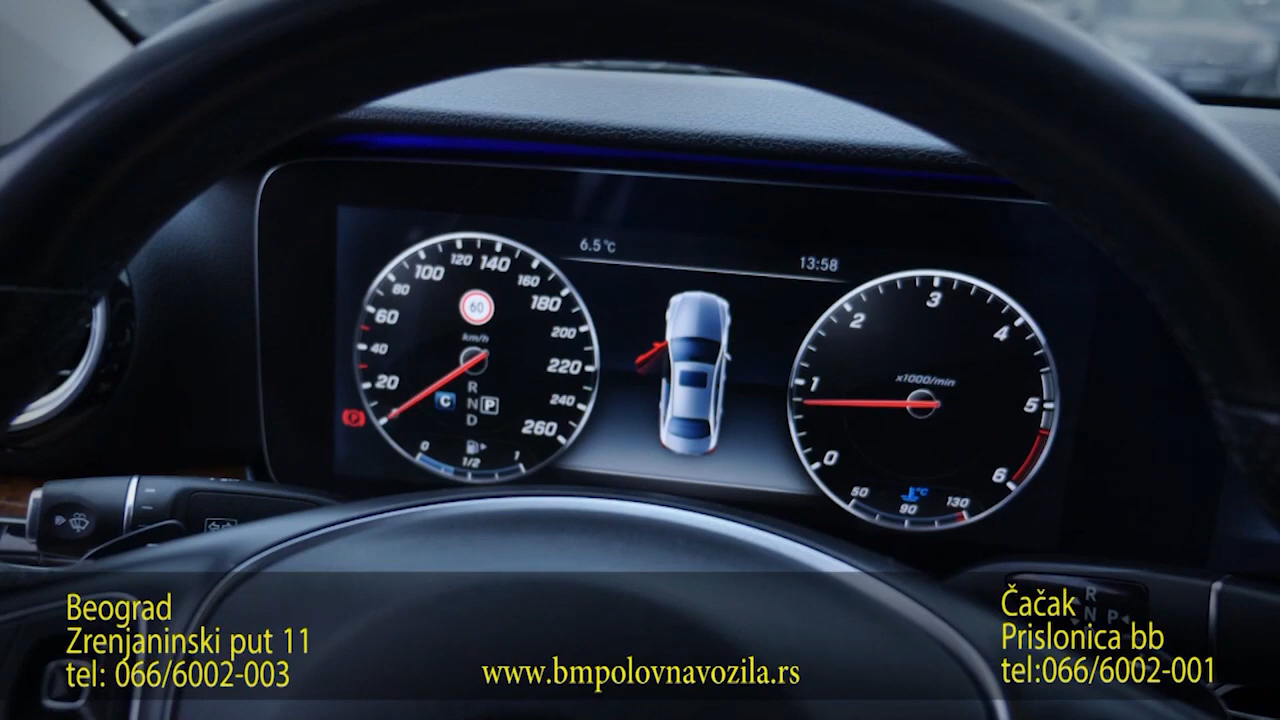 6.5°C
13:58
20
40
60
80
100
120
140
160
180
200
220
240
260
60
km/h
R
N
D
C
P
P
0
1/2
1
0
1
2
3
4
5
6
x1000/min
50
90
130
°C
R
N
P
Beograd
Zrenjaninski put 11
tel: 066/6002-003
www.bmpolovnavozila.rs
Čačak
Prislonica bb
tel:066/6002-001